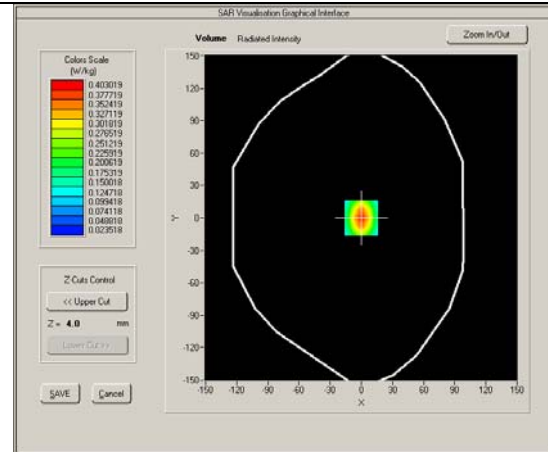 SAR Visualisation Graphical Interface
Volume Radiated Intensity
Zoom In/Out
Colors Scale
(W/kg)
0.403019
0.377719
0.352419
0.327119
0.301819
0.276519
0.251219
0.225919
0.200619
0.175319
0.150018
0.124718
0.099418
0.074118
0.048818
0.023518
Z-Cuts Control
<< Upper Cut
Z = 4.0 mm
Lower Cut >>
SAVE Cancel
150
120
90
60
30
0
-30
-60
-90
-120
-150
Y
-150 -120 -90 -60 -30 0 30 60 90 120 150
X